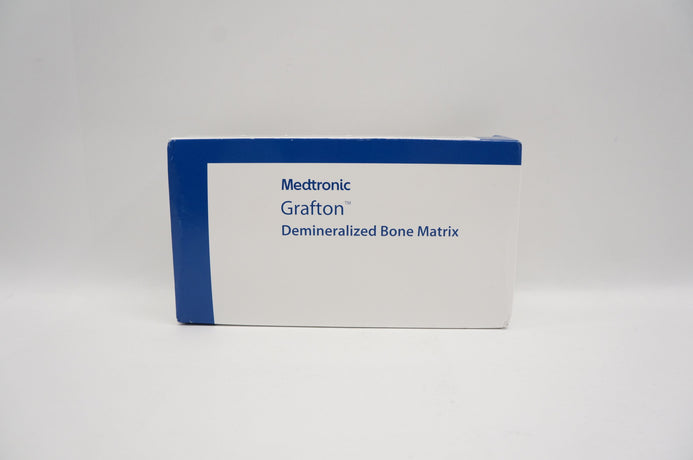 Medtronic
Grafton™
Demineralized Bone Matrix